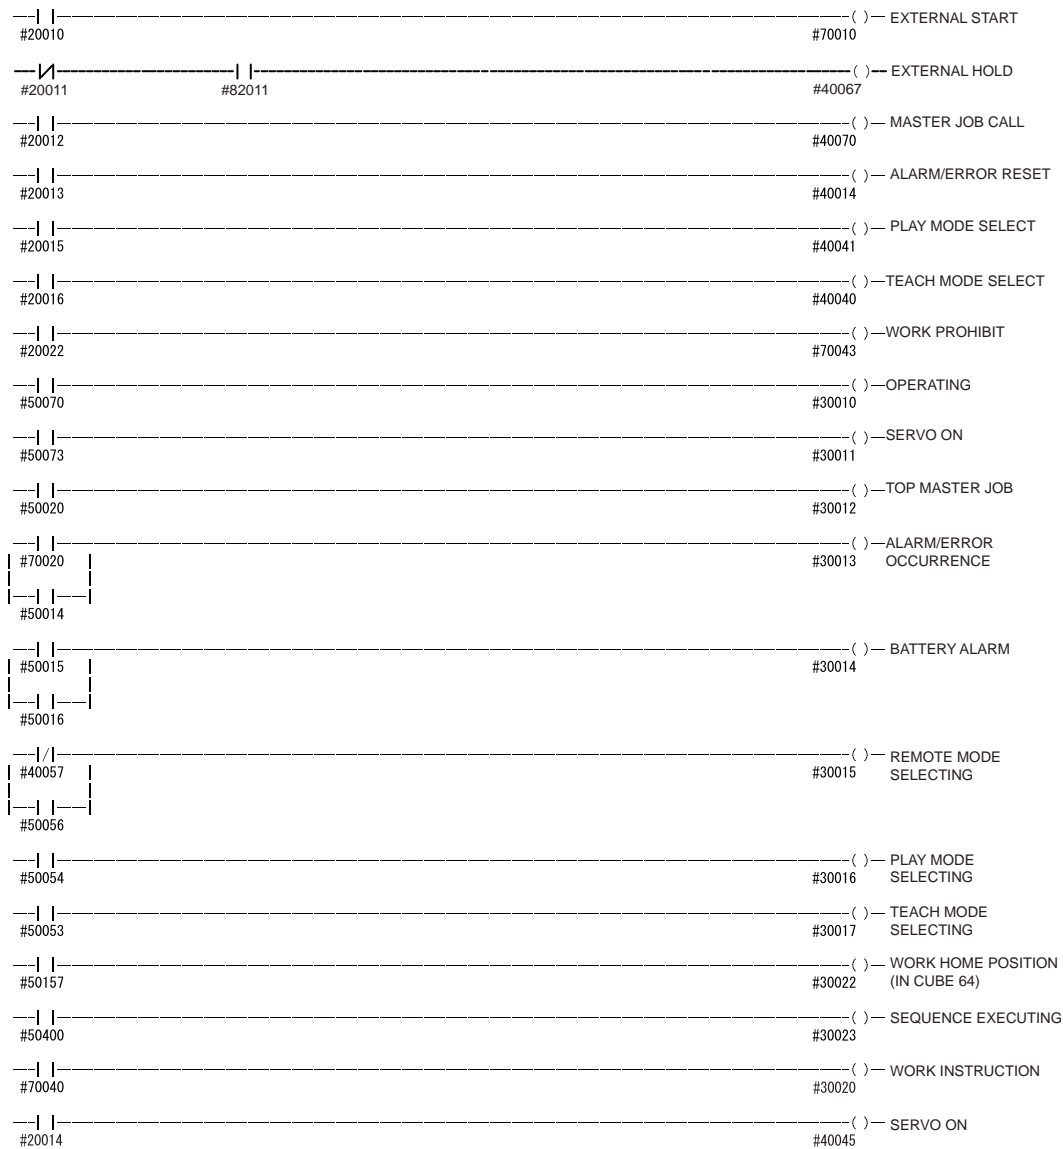 EXTERNAL START
#20010 #70010
EXTERNAL HOLD
#20011 #82011 #40067
MASTER JOB CALL
#20012 #40070
ALARM/ERROR RESET
#20013 #40014
PLAY MODE SELECT
#20015 #40041
TEACH MODE SELECT
#20016 #40040
WORK PROHIBIT
#20022 #70043
OPERATING
#50070 #30010
SERVO ON
#50073 #30011
TOP MASTER JOB
#50020 #30012
ALARM/ERROR
#70020 #30013 OCCURRENCE
#50014
BATTERY ALARM
#50015 #30014
#50016
REMOTE MODE
#40057 #30015 SELECTING
#50056
PLAY MODE
#50054 #30016 SELECTING
TEACH MODE
#50053 #30017 SELECTING
WORK HOME POSITION
#50157 #30022 (IN CUBE 64)
SEQUENCE EXECUTING
#50400 #30023
WORK INSTRUCTION
#70040 #30020
SERVO ON
#20014 #40045